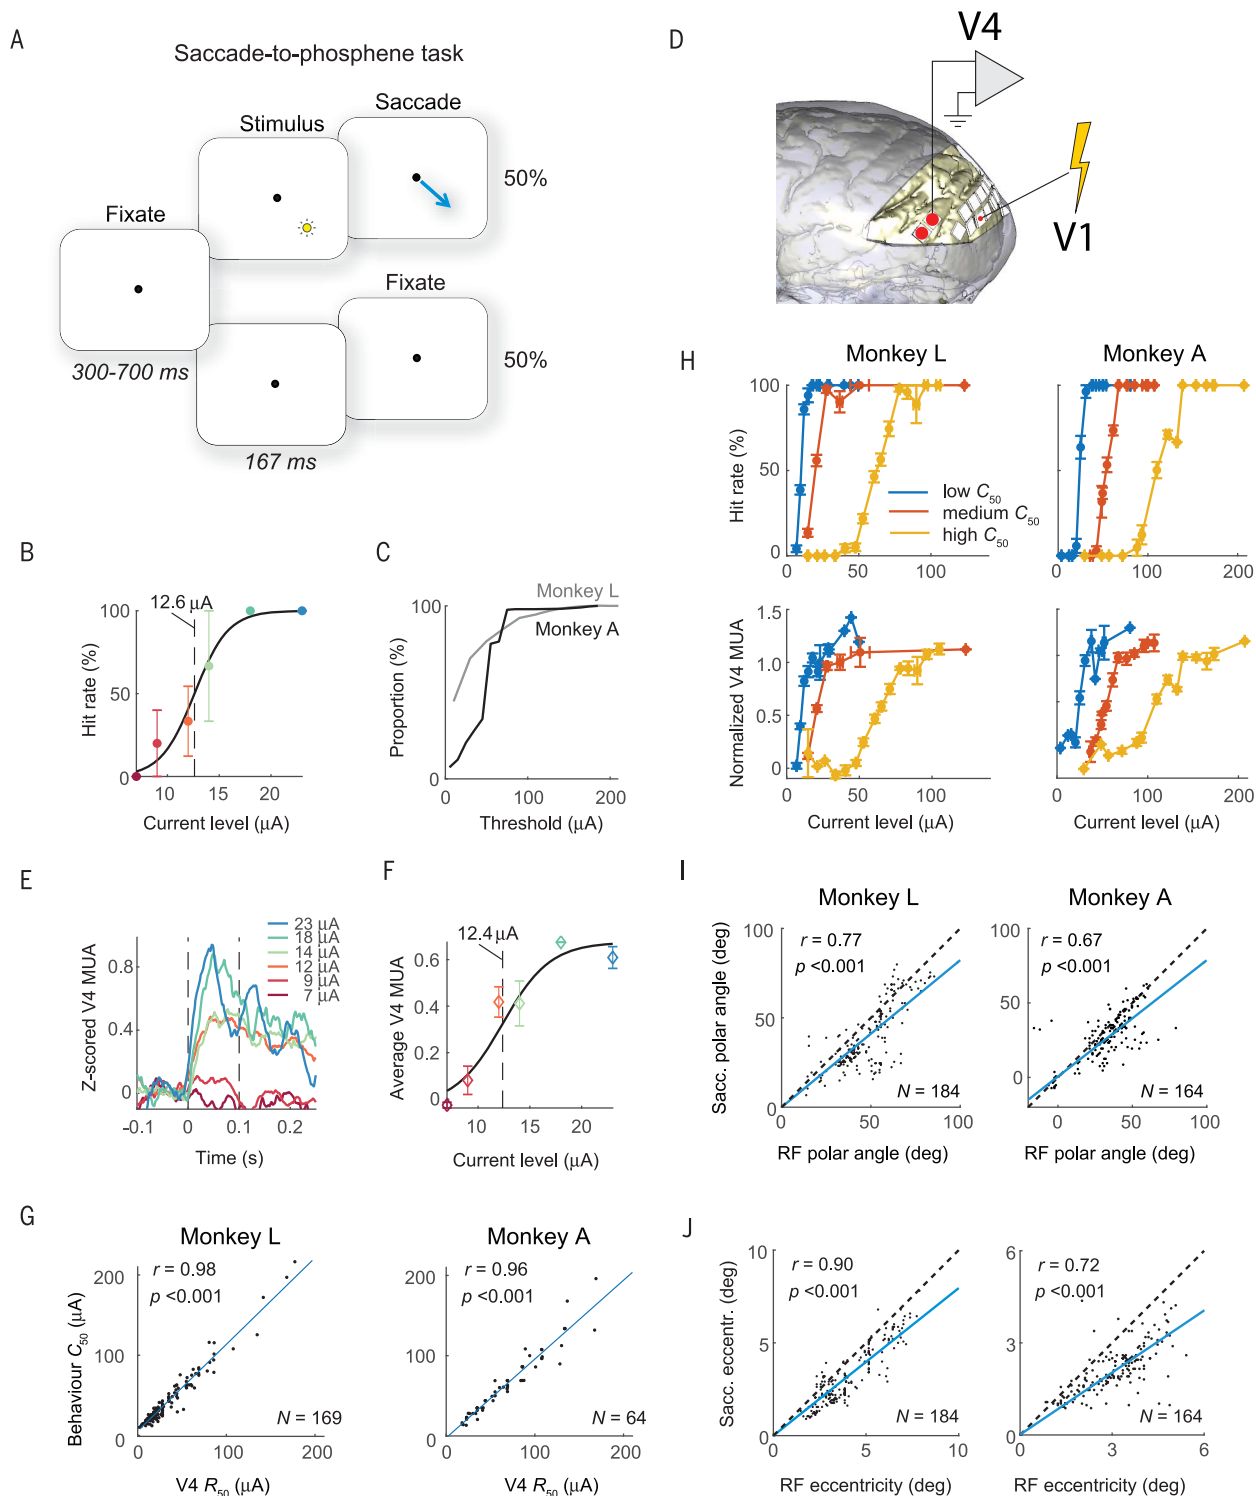 A
Saccade-to-phosphene task
Saccade
Stimulus
50%
Fixate
Fixate
300-700 ms
50%
167 ms
D
V4
V1
B
12.6 µA
100
50
0
Hit rate (%)
10
20
Current level (µA)
C
Monkey L
Monkey A
100
0
Proportion (%)
0
100
200
Threshold (µA)
E
23 µA
18 µA
14 µA
12 µA
9 µA
7 µA
0.8
0.4
0
Z-scored V4 MUA
-0.1
0
0.1
0.2
Time (s)
F
12.4 µA
0.6
0.4
0.2
0
Average V4 MUA
10
20
Current level (µA)
G
Monkey L
r = 0.98
p <0.001
N = 169
200
100
0
Behaviour C50 (µA)
0
100
200
V4 R50 (µA)
Monkey A
r = 0.96
p <0.001
N = 64
200
100
0
0
100
200
V4 R50 (µA)
H
Monkey L
Monkey A
100
50
0
Hit rate (%)
low C50
medium C50
high C50
0
50
100
0
100
200
1.5
1.0
0.5
0
Normalized V4 MUA
0
50
100
Current level (µA)
0
100
200
Current level (µA)
I
Monkey L
r = 0.77
p <0.001
N = 184
100
50
0
Sacc. polar angle (deg)
0
50
100
RF polar angle (deg)
Monkey A
r = 0.67
p <0.001
N = 164
100
50
0
0
50
100
RF polar angle (deg)
J
r = 0.90
p <0.001
N = 184
10
5
0
Sacc. eccentr. (deg)
0
5
10
RF eccentricity (deg)
r = 0.72
p <0.001
N = 164
6
3
0
0
3
6
RF eccentricity (deg)